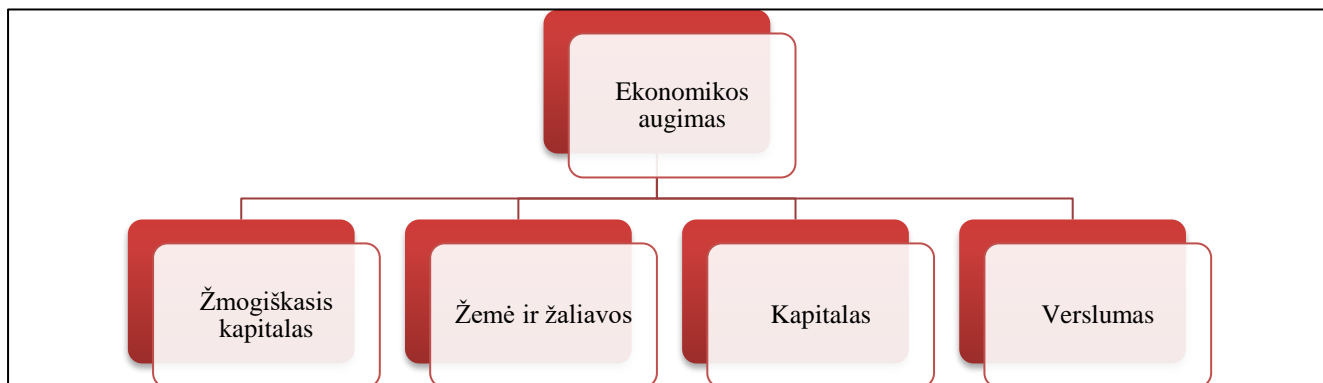 Ekonomikos
augimas
Žmogiškasis
kapitalas
Žemė ir žaliavos
Kapitalas
Verslumas